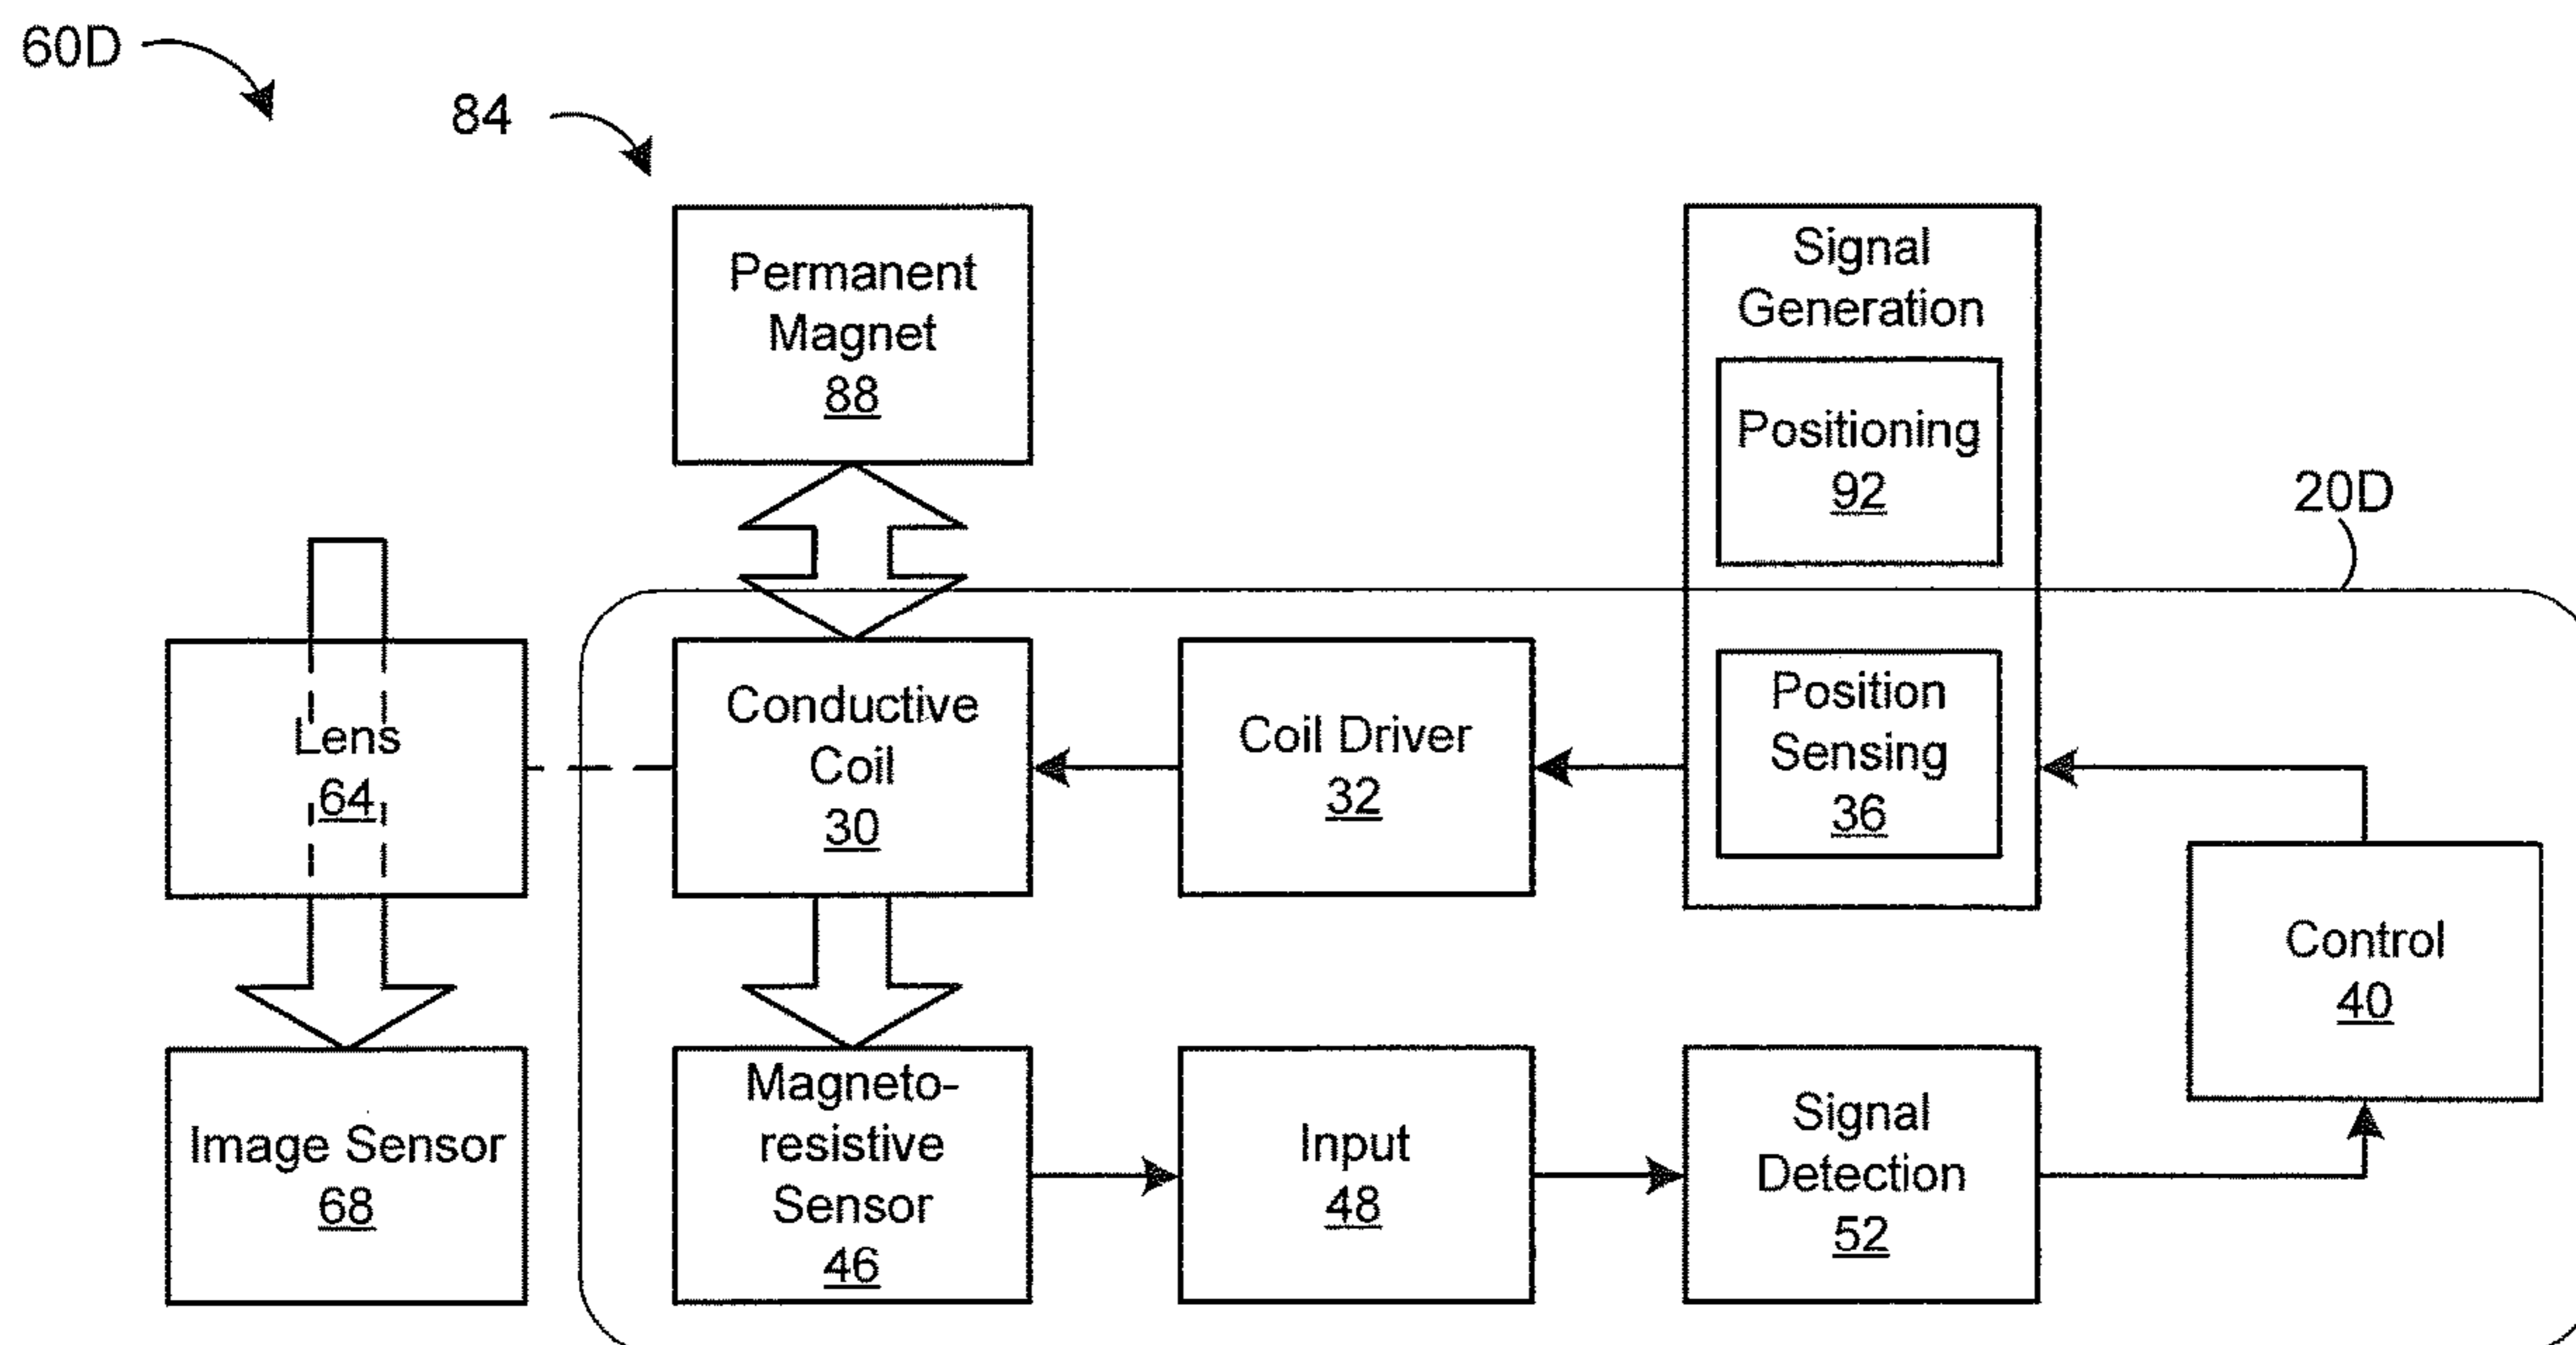 60D
84
Permanent
Magnet
88
Signal
Generation
Positioning
92
20D
Lens
64
Conductive
Coil
30
Coil Driver
32
Position
Sensing
36
Control
40
Image Sensor
68
Magneto-
resistive
Sensor
46
Input
48
Signal
Detection
52